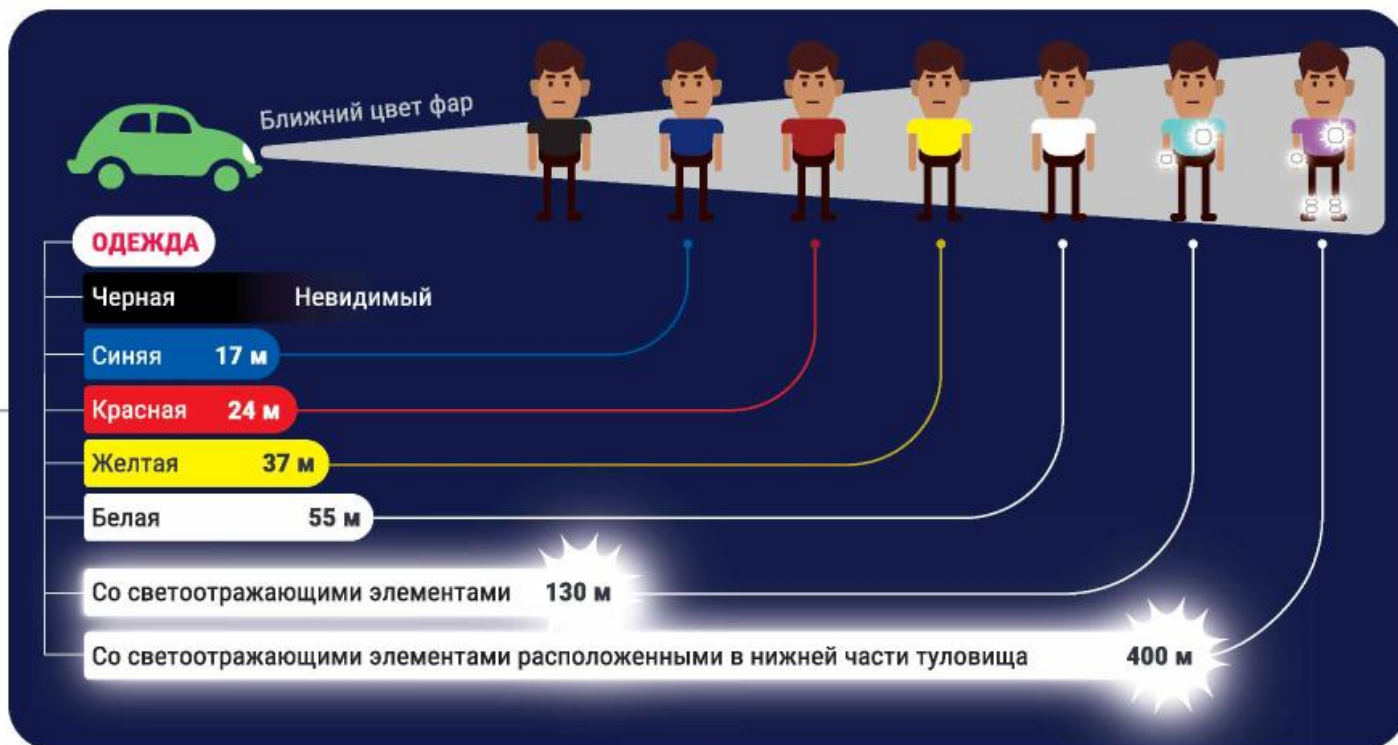 Ближний цвет фар
ОДЕЖДА
Черная Невидимый
Синяя 17 м
Красная 24 м
Желтая 37 м
Белая 55 м
Со светоотражающими элементами 130 м
Со светоотражающими элементами расположенными в нижней части туловища 400 м